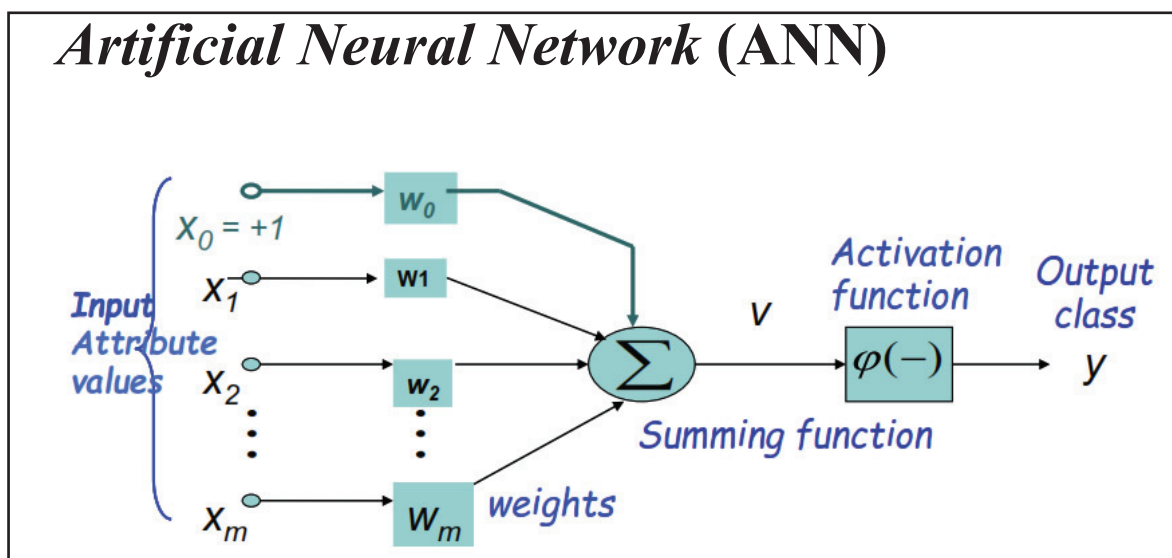 Artificial Neural Network (ANN)
x0 = +1
w0
x1
w1
Input
Attribute
values
x2
w2
⋮
⋮
xm
wm
weights
∑
Summing function
v
Activation
function
φ(−)
Output
class
y